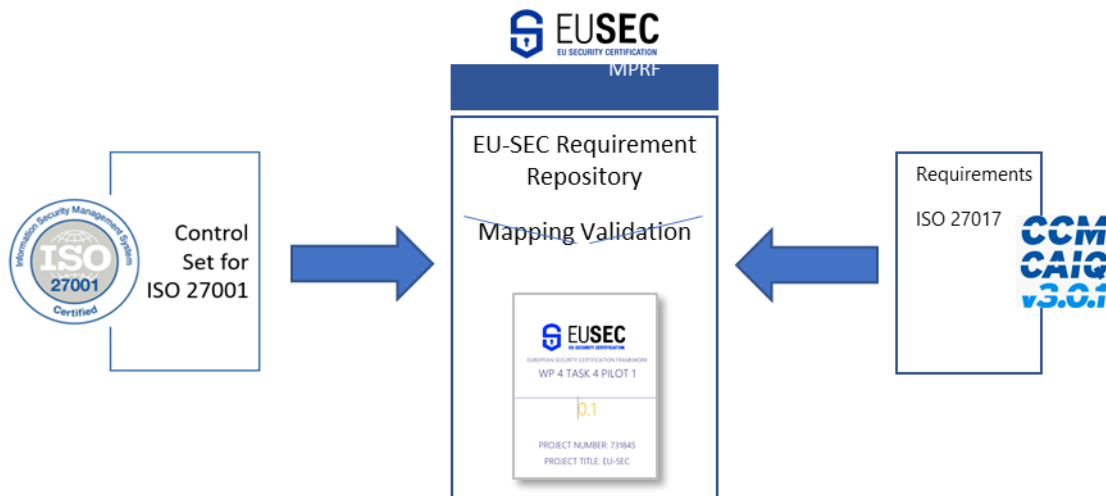 EUSEC
EU SECURITY CERTIFICATION
MPRF
EU-SEC Requirement
Repository
Mapping Validation
Information Security Management System
ISO
27001
Certified
Control
Set for
ISO 27001
Requirements
ISO 27017
CCM
CAIQ
v3.0.1
EUSEC
EU SECURITY CERTIFICATION
EUROPEAN SECURITY CERTIFICATION FRAMEWORK
WP 4 TASK 4 PILOT 1
0.1
PROJECT NUMBER: 731845
PROJECT TITLE: EU-SEC